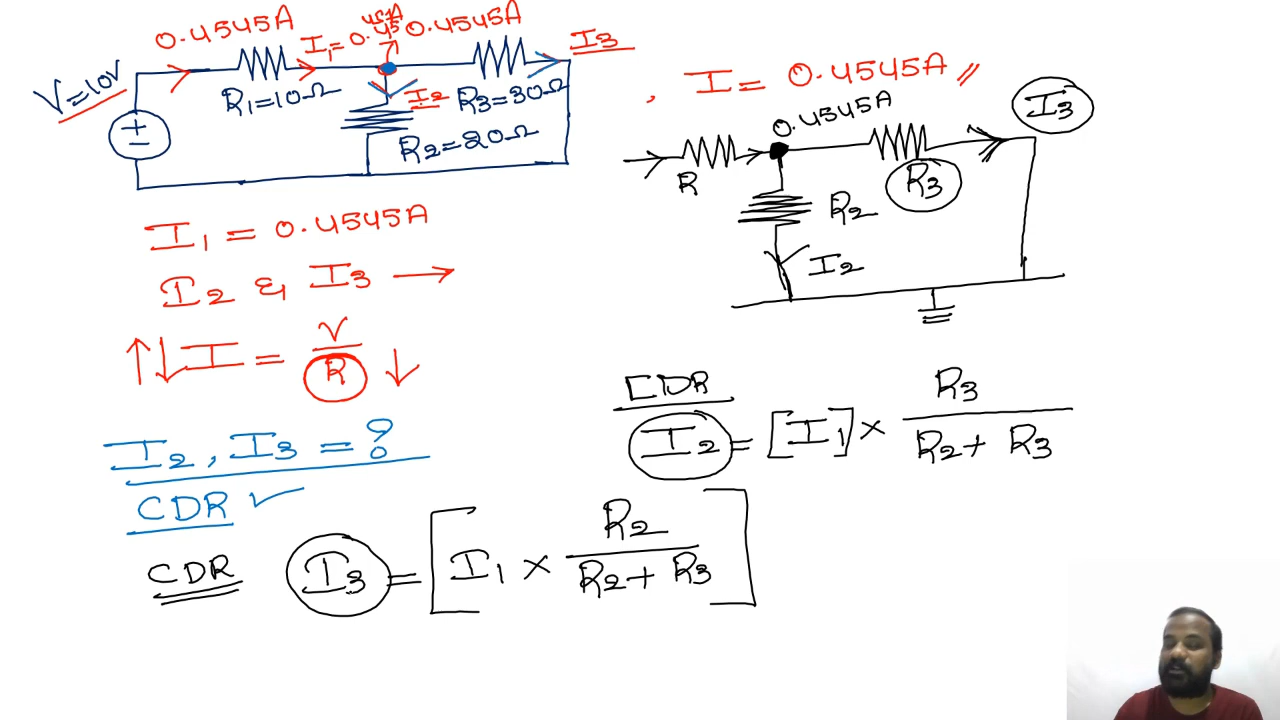 0.4545A
I1= 0.45
454A
0.4545A
I3
V=10V
R1=10Ω
I2
R3=30Ω
±
R2=20Ω
, I = 0.4545A //
0.4545A
I3
R
R2
R3
I2
I1 = 0.4545A
I2 & I3 →
↑↓ I = V/R ↓
I2, I3 = ?
CDR ✓
CDR
I2 = [I1] × R3
R2+ R3
CDR I3 = [I1 × R2
R2+ R3]